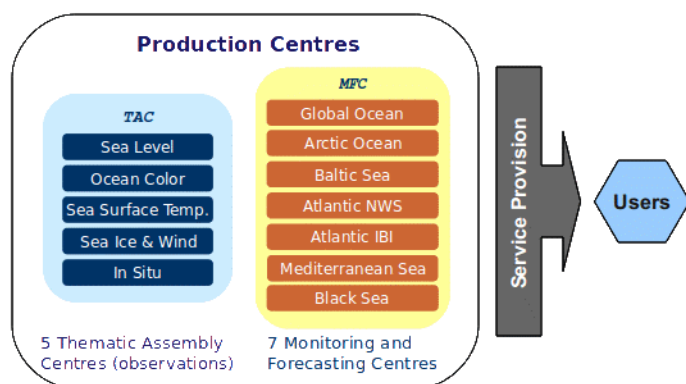 Production Centres
TAC
Sea Level
Ocean Color
Sea Surface Temp.
Sea Ice & Wind
In Situ
5 Thematic Assembly
Centres (observations)
MFC
Global Ocean
Arctic Ocean
Baltic Sea
Atlantic NWS
Atlantic IBI
Mediterranean Sea
Black Sea
7 Monitoring and
Forecasting Centres
Service Provision
Users